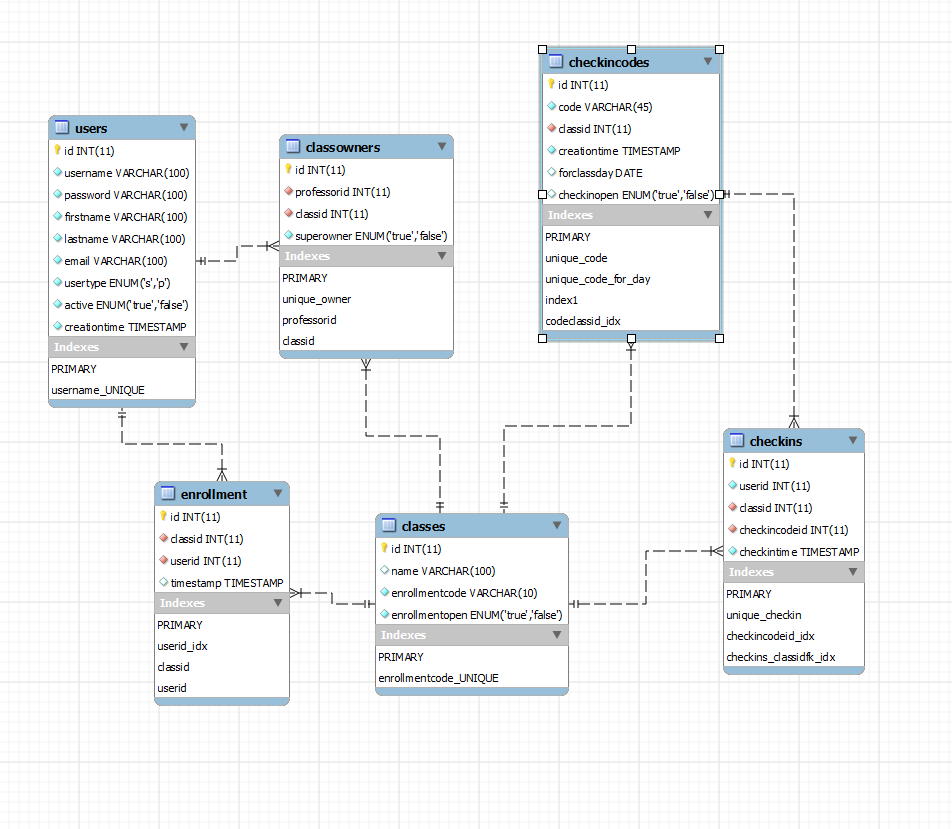 users
id INT(11)
username VARCHAR(100)
password VARCHAR(100)
firstname VARCHAR(100)
lastname VARCHAR(100)
email VARCHAR(100)
usertype ENUM('s','p')
active ENUM('true','false')
creationtime TIMESTAMP
Indexes
PRIMARY
username_UNIQUE
classowners
id INT(11)
professorid INT(11)
classid INT(11)
superowner ENUM('true','false')
Indexes
PRIMARY
unique_owner
professorid
classid
checkincodes
id INT(11)
code VARCHAR(45)
classid INT(11)
creationtime TIMESTAMP
forclassday DATE
checkinopen ENUM('true','false')
Indexes
PRIMARY
unique_code
unique_code_for_day
index1
codeclassid_idx
enrollment
id INT(11)
classid INT(11)
userid INT(11)
timestamp TIMESTAMP
Indexes
PRIMARY
userid_idx
classid
userid
classes
id INT(11)
name VARCHAR(100)
enrollmentcode VARCHAR(10)
enrollmentopen ENUM('true','false')
Indexes
PRIMARY
enrollmentcode_UNIQUE
checkins
id INT(11)
userid INT(11)
classid INT(11)
checkincodeid INT(11)
checkintime TIMESTAMP
Indexes
PRIMARY
unique_checkin
checkincodeid_idx
checkins_classidfk_idx